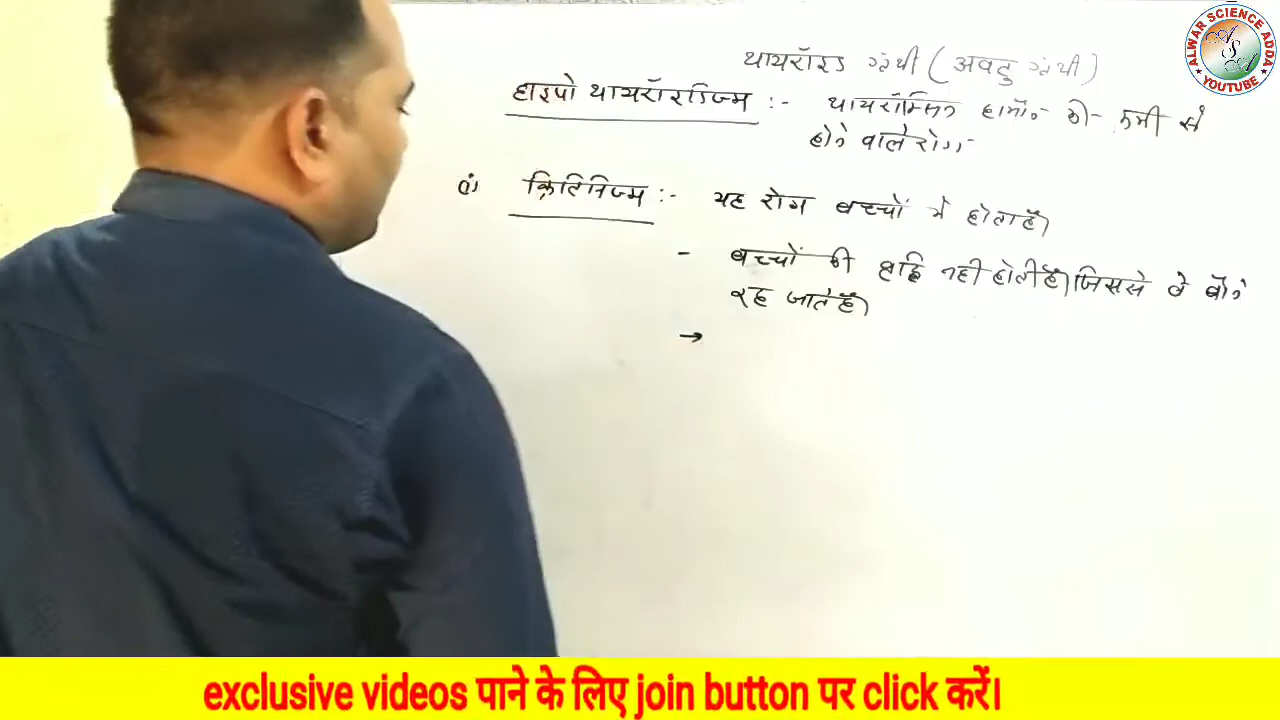 थायरॉइड ग्रंथी (अवटु ग्रंथी)
हाइपो थायरॉइडिज्म :- थायरॉक्सिन हार्मोन की कमी से
होने वाले रोग
(a) क्रिटिनिज्म :- यह रोग बच्चों में होता हैं।
- बच्चों की वृद्धि नही होती हैं। जिससे वे बौने
रह जाते हैं।
→
ALWAR SCIENCE ADDA
ASA
YOUTUBE
exclusive videos पाने के लिए join button पर click करें।